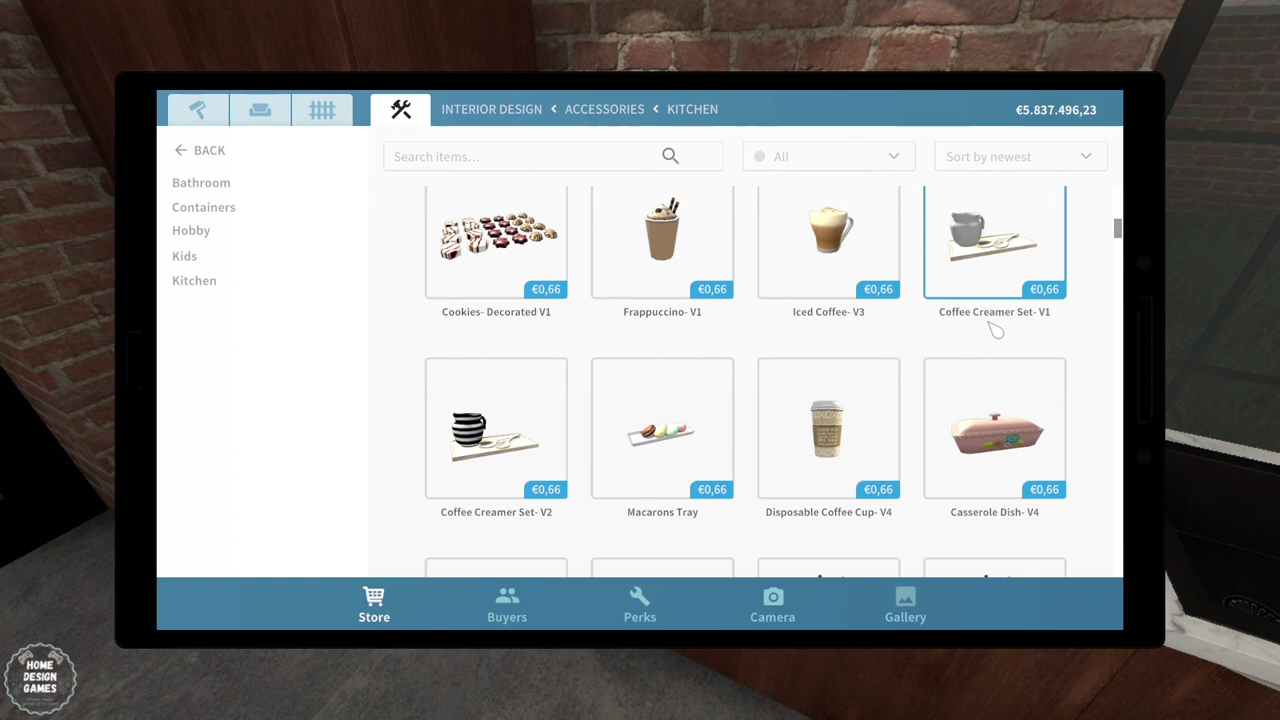 INTERIOR DESIGN < ACCESSORIES < KITCHEN
€5.837.496,23
BACK
Search items...
All
Sort by newest
Bathroom
Containers
Hobby
Kids
Kitchen
€0,66 €0,66 €0,66 €0,66
Cookies- Decorated V1 Frappuccino- V1 Iced Coffee- V3 Coffee Creamer Set- V1
€0,66 €0,66 €0,66 €0,66
Coffee Creamer Set- V2 Macarons Tray Disposable Coffee Cup- V4 Casserole Dish- V4
Store Buyers Perks Camera Gallery
HOME
DESIGN
GAMES